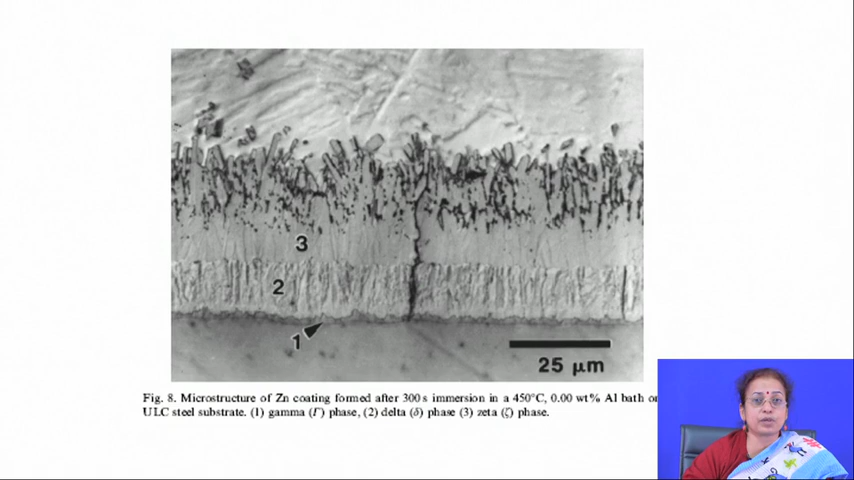 3
2
1
25 μm
Fig. 8. Microstructure of Zn coating formed after 300 s immersion in a 450°C, 0.00 wt% Al bath
ULC steel substrate. (1) gamma (Γ) phase, (2) delta (δ) phase (3) zeta (ζ) phase.